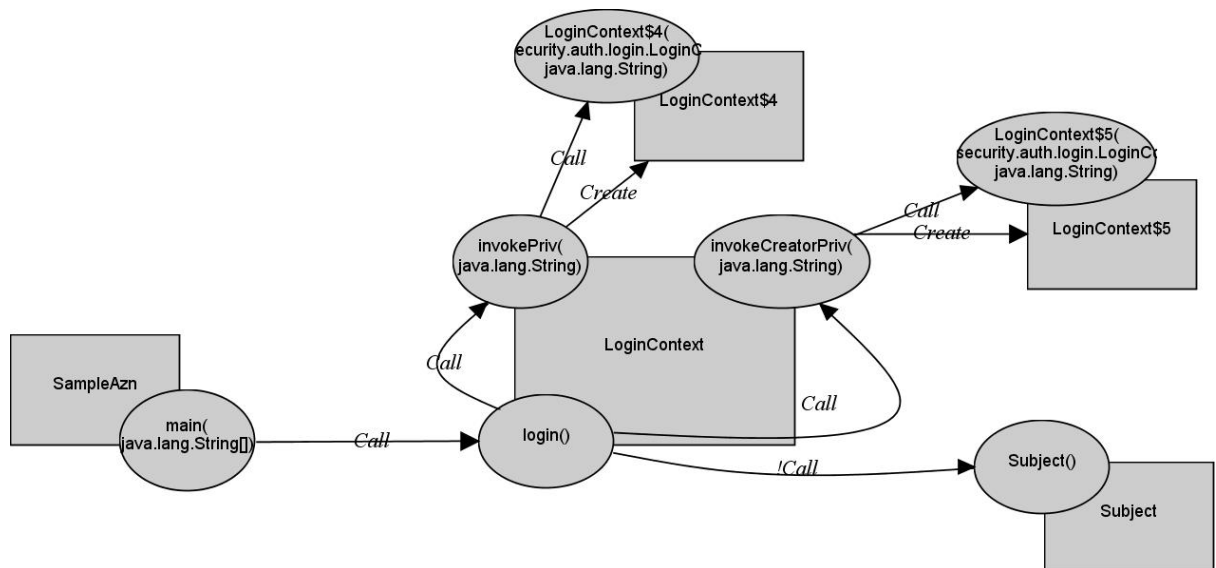 LoginContext$4(
ecurity.auth.login.LoginC
java.lang.String)
LoginContext$4
Call
Create
LoginContext$5(
security.auth.login.LoginCo
java.lang.String)
LoginContext$5
Call
Create
invokePriv(
java.lang.String)
invokeCreatorPriv(
java.lang.String)
LoginContext
Call
Call
SampleAzn
main(
java.lang.String[])
Call
login()
!Call
Subject()
Subject